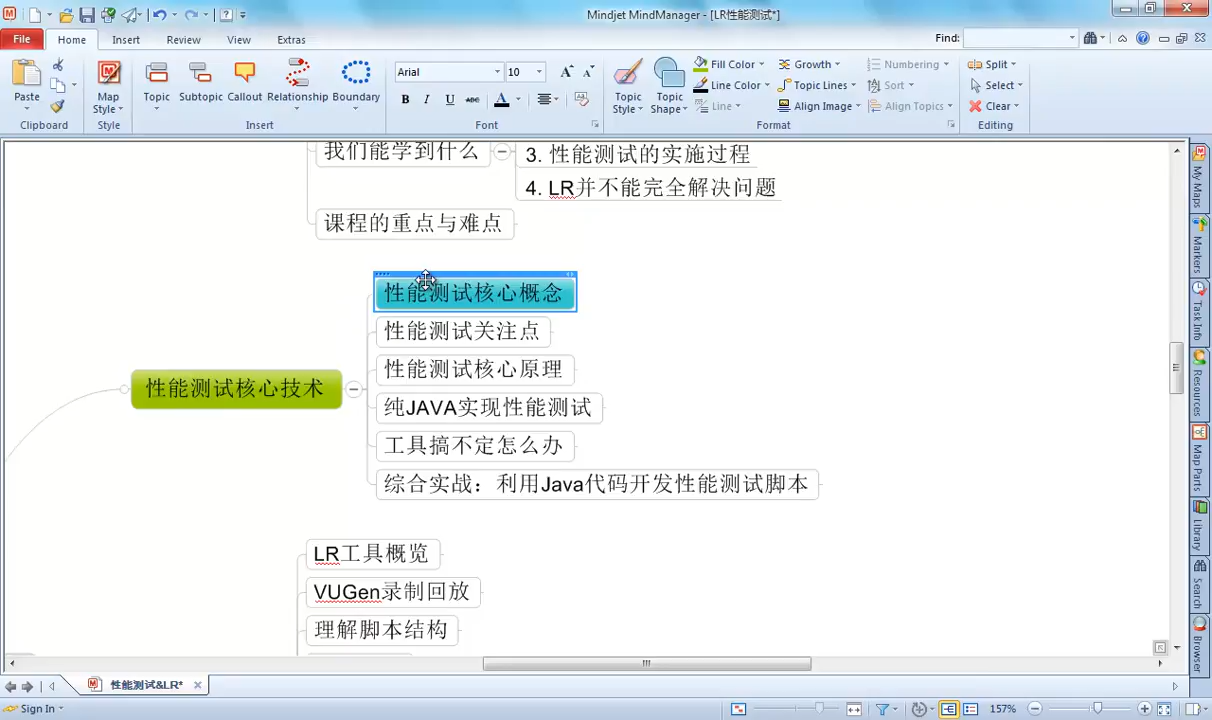 Mindjet MindManager - [LR性能测试*]
File Home Insert Review View Extras Find:
Paste Map Style Topic Subtopic Callout Relationship Boundary Arial 10 Topic Style Topic Shape Fill Color Growth Numbering Split
Line Color Topic Lines Sort Select
B I U abc A Line Align Image Align Topics Clear
Clipboard Style Insert Font Format Editing
我们能学到什么
3. 性能测试的实施过程
4. LR并不能完全解决问题
课程的重点与难点
性能测试核心概念
性能测试关注点
性能测试核心原理
性能测试核心技术
纯JAVA实现性能测试
工具搞不定怎么办
综合实战：利用Java代码开发性能测试脚本
LR工具概览
VUGen录制回放
理解脚本结构
My Maps
Markers
Task Info
Resources
Map Parts
Library
Search
Browser
性能测试&LR*
Sign In 157%